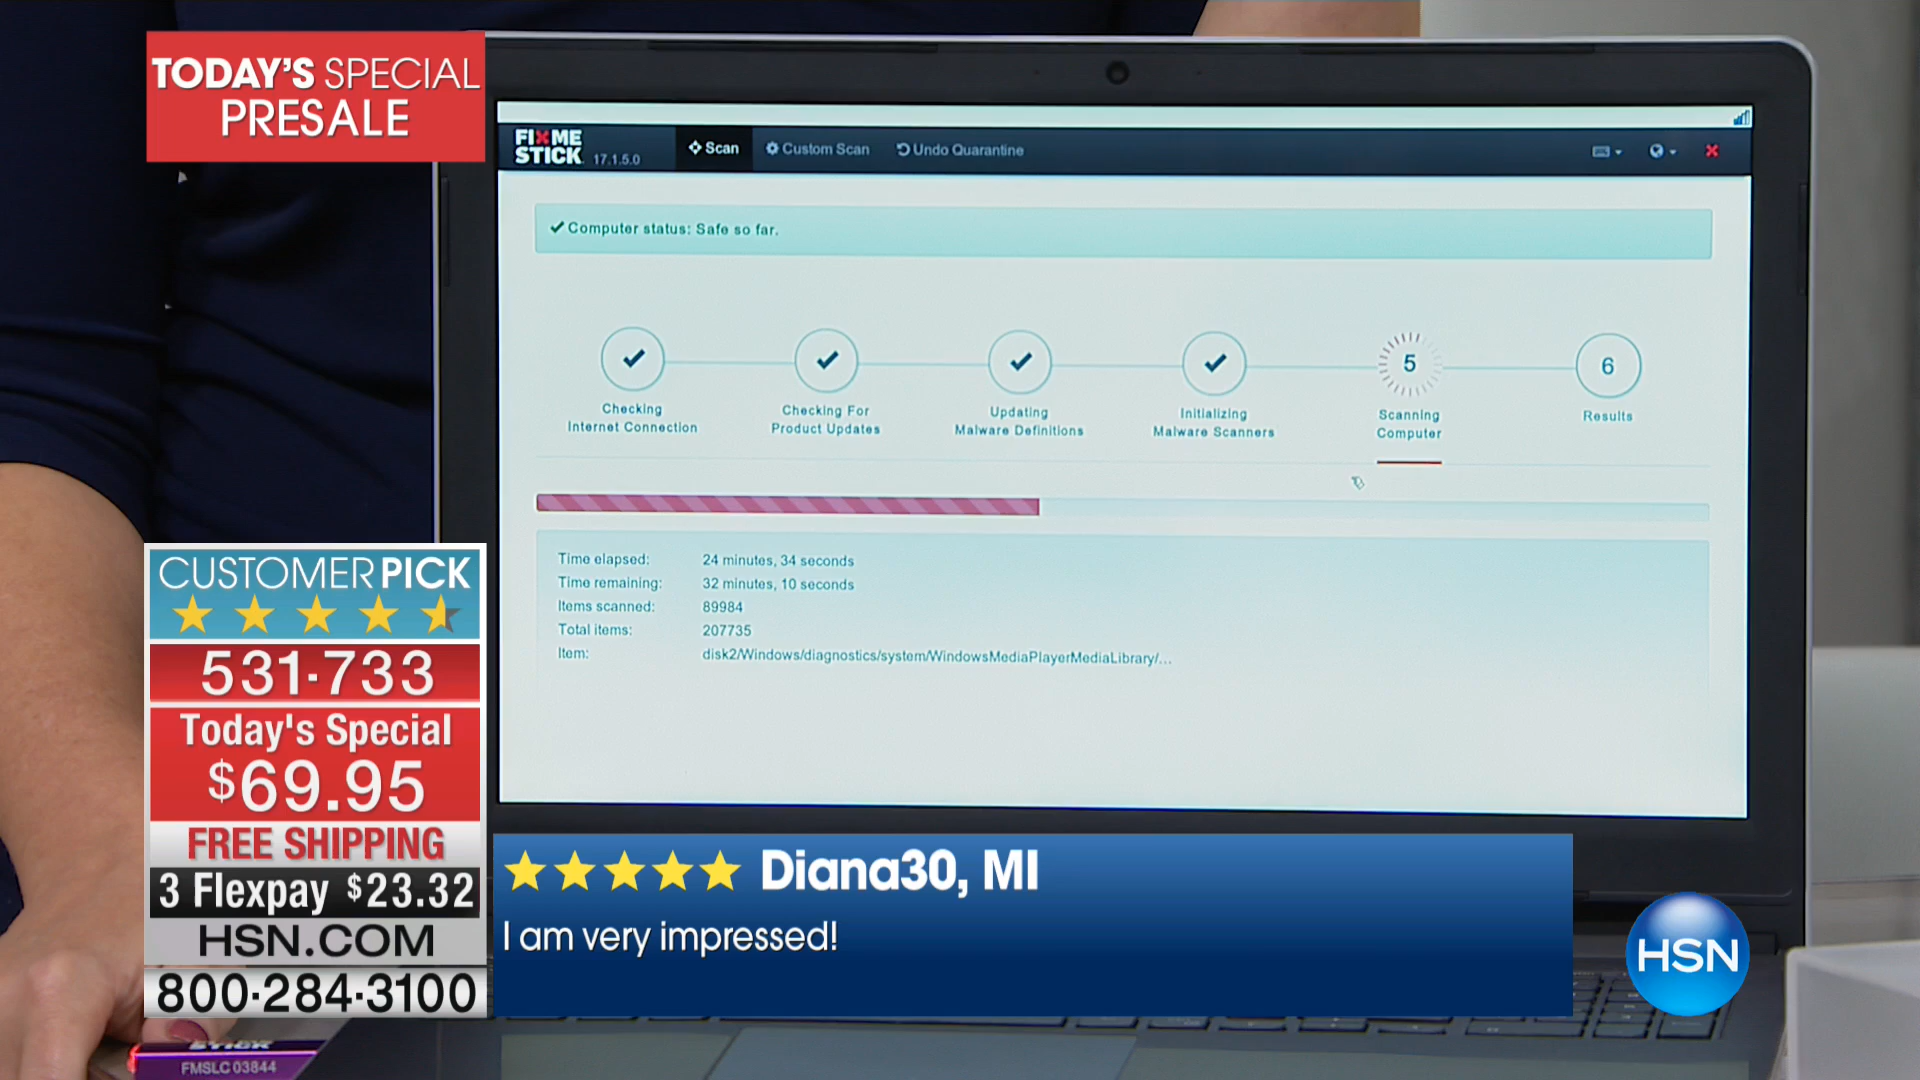 TODAY'S SPECIAL
PRESALE
FIXME
STICK 17.1.5.0
Scan
Custom Scan
Undo Quarantine
Computer status: Safe so far.
Checking
Internet Connection
Checking For
Product Updates
Updating
Malware Definitions
Initializing
Malware Scanners
5
Scanning
Computer
6
Results
Time elapsed: 24 minutes, 34 seconds
Time remaining: 32 minutes, 10 seconds
Items scanned: 89984
Total items: 207735
Item: disk2/Windows/diagnostics/system/WindowsMediaPlayerMediaLibrary/...
CUSTOMER PICK
531-733
Today's Special
$69.95
FREE SHIPPING
3 Flexpay $23.32
HSN.COM
800·284·3100
Diana30, MI
I am very impressed!
HSN
STICK
FMSLC 03844